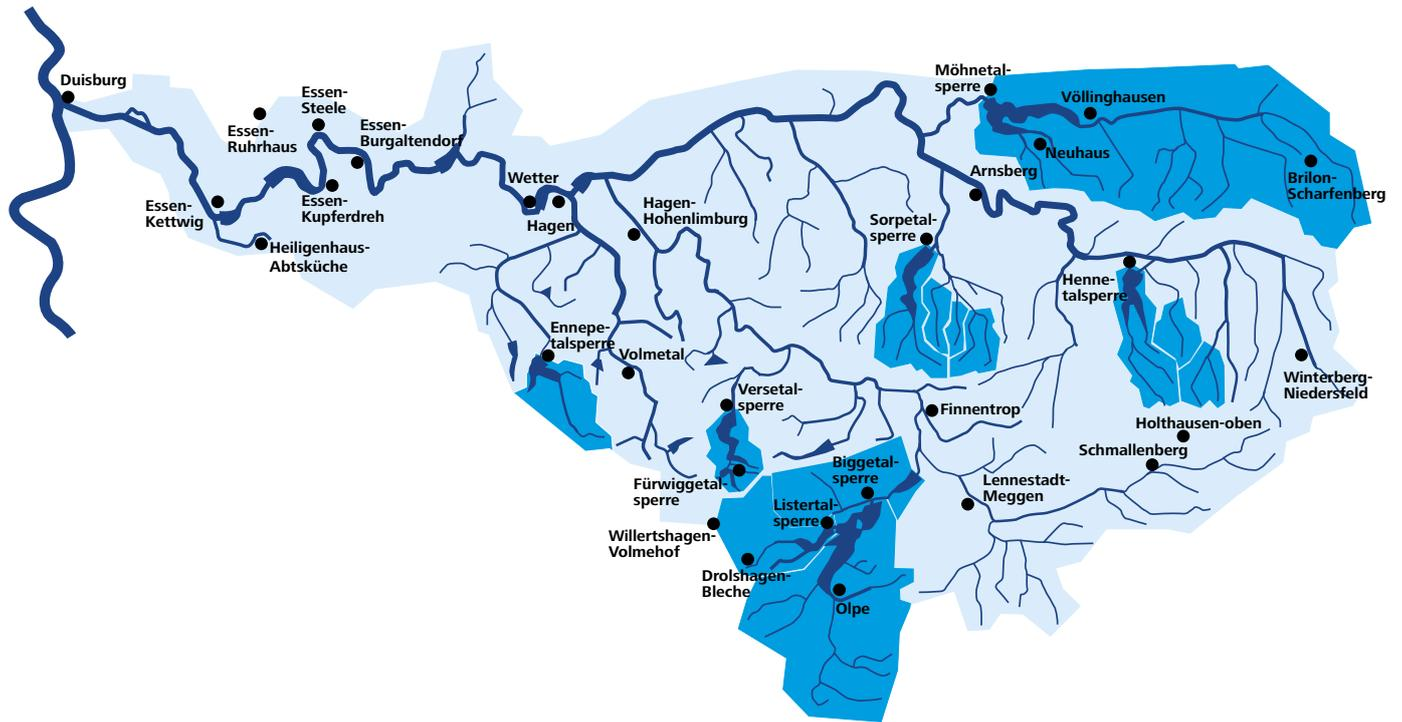 Duisburg
Essen-
Ruhrhaus
Essen-
Steele
Essen-
Burgaltendorf
Essen-
Kettwig
Essen-
Kupferdreh
Heiligenhaus-
Abtsküche
Wetter
Hagen
Hagen-
Hohenlimburg
Möhnetal-
sperre
Völlinghausen
Neuhaus
Arnsberg
Brilon-
Scharfenberg
Sorpetal-
sperre
Henne-
talsperre
Ennepe-
talsperre
Volmetal
Versetal-
sperre
Finnentrop
Winterberg-
Niedersfeld
Holthausen-oben
Schmallenberg
Biggetal-
sperre
Lennestadt-
Meggen
Fürwiggetal-
sperre
Listertal-
sperre
Willertshagen-
Volmehof
Drolshagen-
Bleche
Olpe